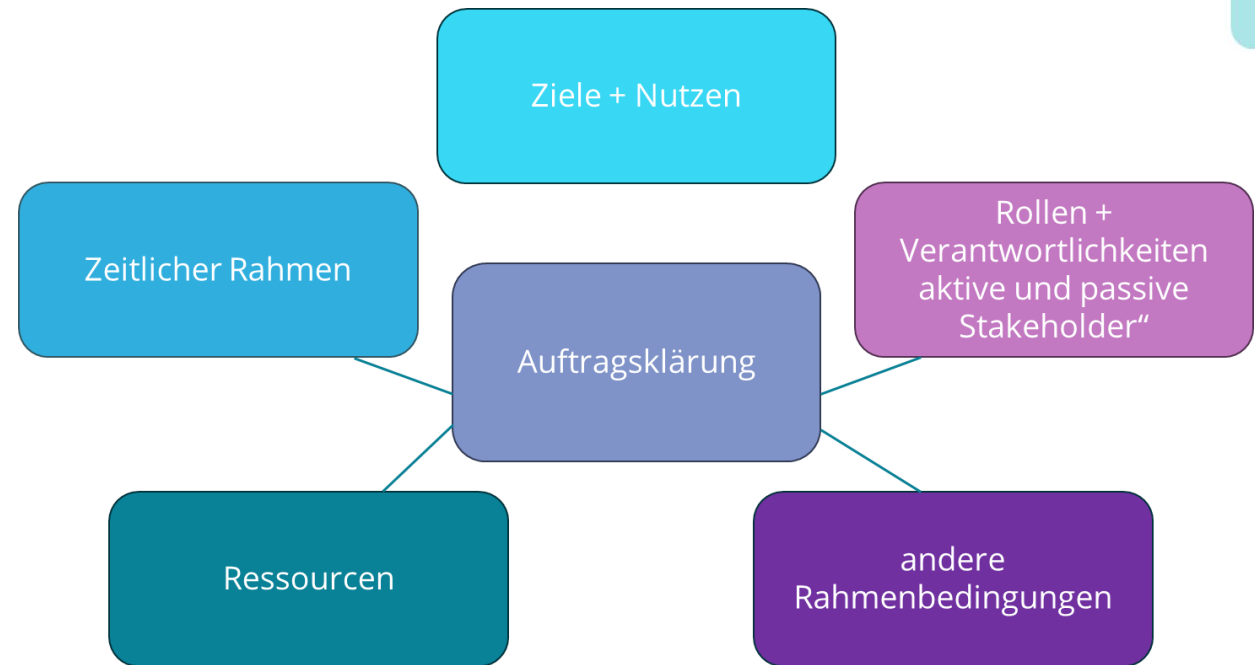 Ziele + Nutzen
Zeitlicher Rahmen
Rollen +
Verantwortlichkeiten
aktive und passive
Stakeholder“
Auftragsklärung
Ressourcen
andere
Rahmenbedingungen